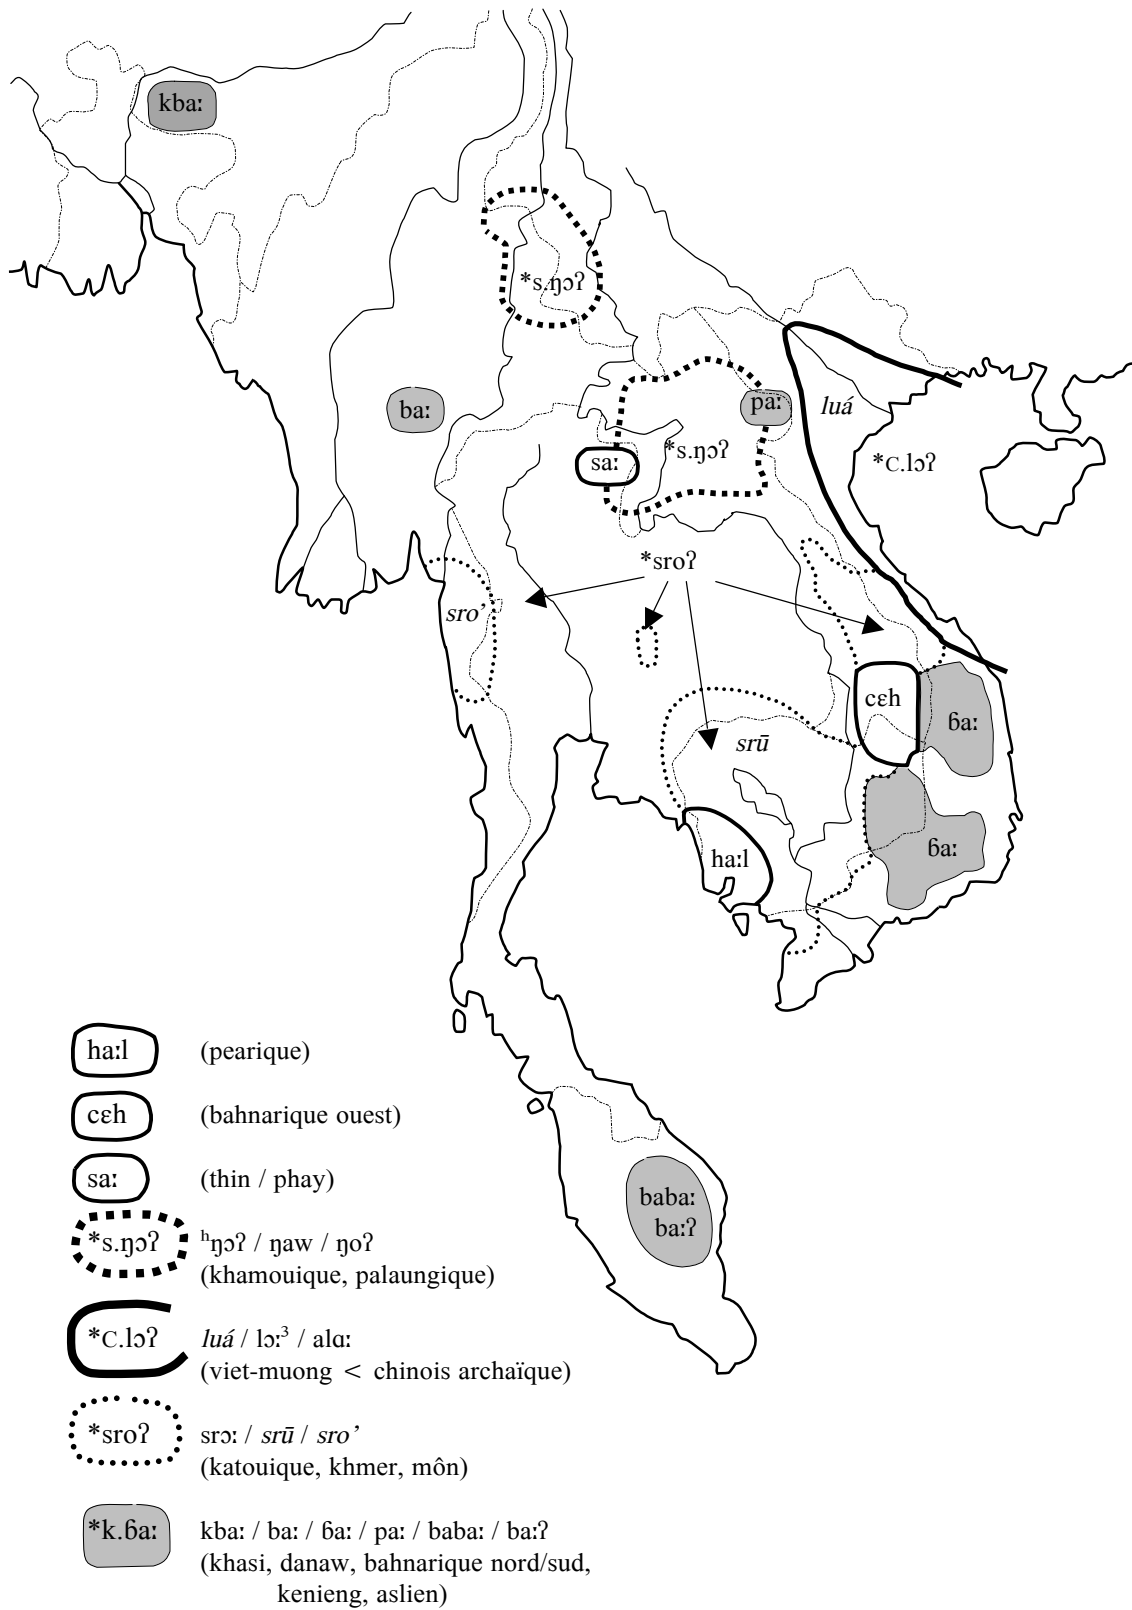 kbaː
*s.ŋɔʔ
baː
paː
luá
*s.ŋɔʔ
saː
*C.lɔʔ
*sroʔ
sro’
cɛh
ɓaː
srū
haːl
ɓaː
babaː
baːʔ
haːl (pearique)
cɛh (bahnarique ouest)
saː (thin / phay)
*s.ŋɔʔ ʰŋɔʔ / ŋaw / ŋoʔ
(khamouique, palaungique)
*C.lɔʔ luá / lɔː³ / alɑː
(viet-muong < chinois archaïque)
*sroʔ srɔː / srū / sro’
(katouique, khmer, môn)
*k.ɓaː kbaː / baː / ɓaː / paː / babaː / baːʔ
(khasi, danaw, bahnarique nord/sud,
kenieng, aslien)